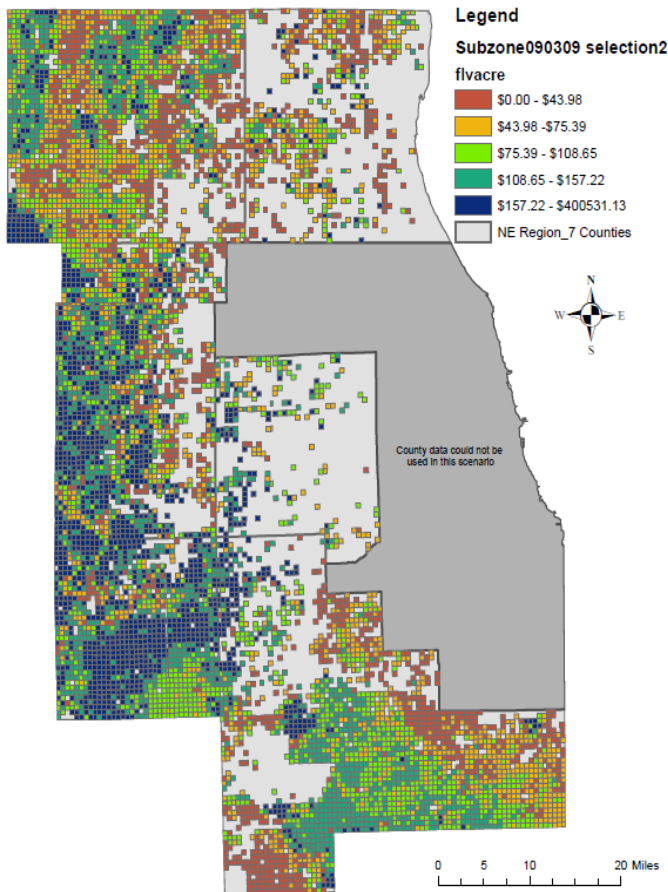 Legend
Subzone090309 selection2
flvacre
$0.00 - $43.98
$43.98 -$75.39
$75.39 - $108.65
$108.65 - $157.22
$157.22 - $400531.13
NE Region_7 Counties
N
W E
S
County data could not be
used in this scenario
0 5 10 20 Miles